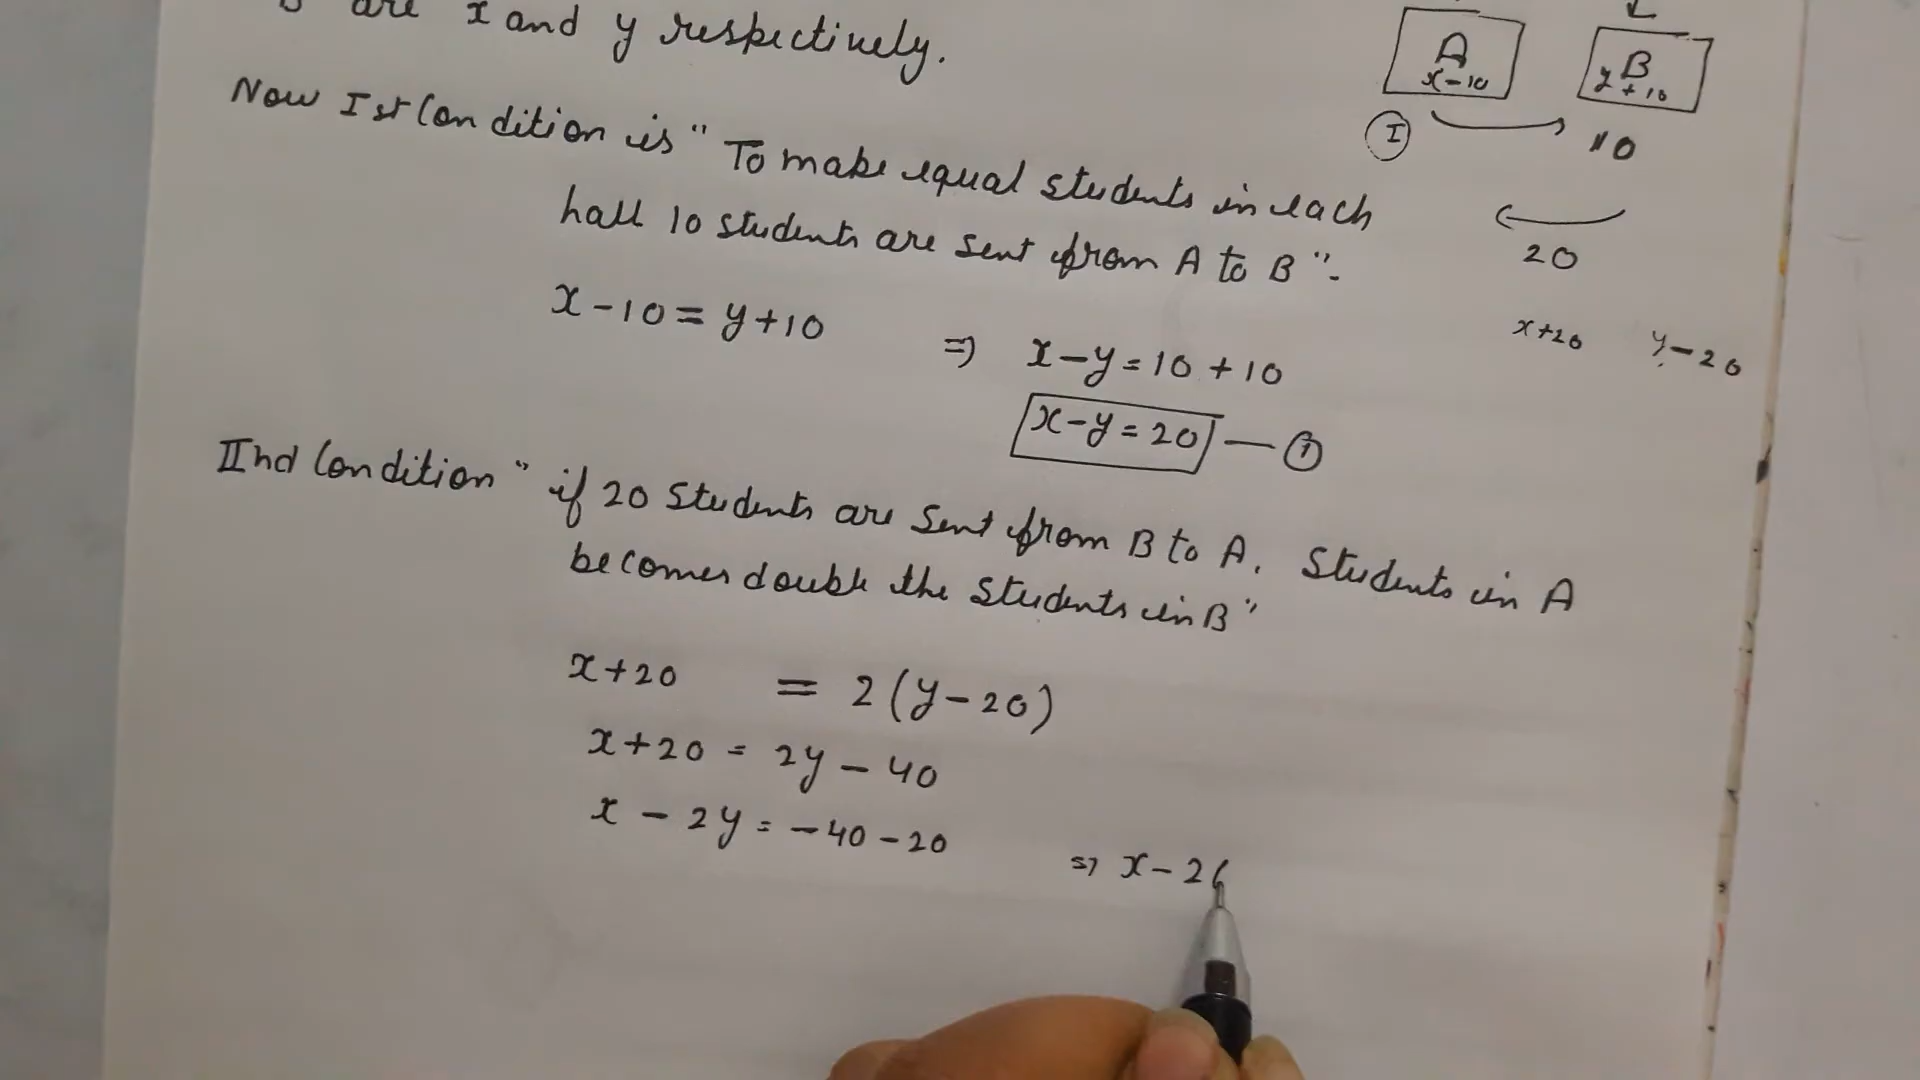 are x and y respectively.
Now Ist Condition is " To make equal students in each
hall 10 students are sent from A to B ".
x-10 = y+10 ⇒ x-y = 10 + 10
x-y = 20 — ①
IInd Condition " if 20 Students are sent from B to A. Students in A
becomes double the students in B "
x+20 = 2(y-20)
x+20 = 2y - 40
x - 2y = -40 - 20 ⇒ x - 2
A
x-10
B
y + 10
I
10
20
x+20 y-20